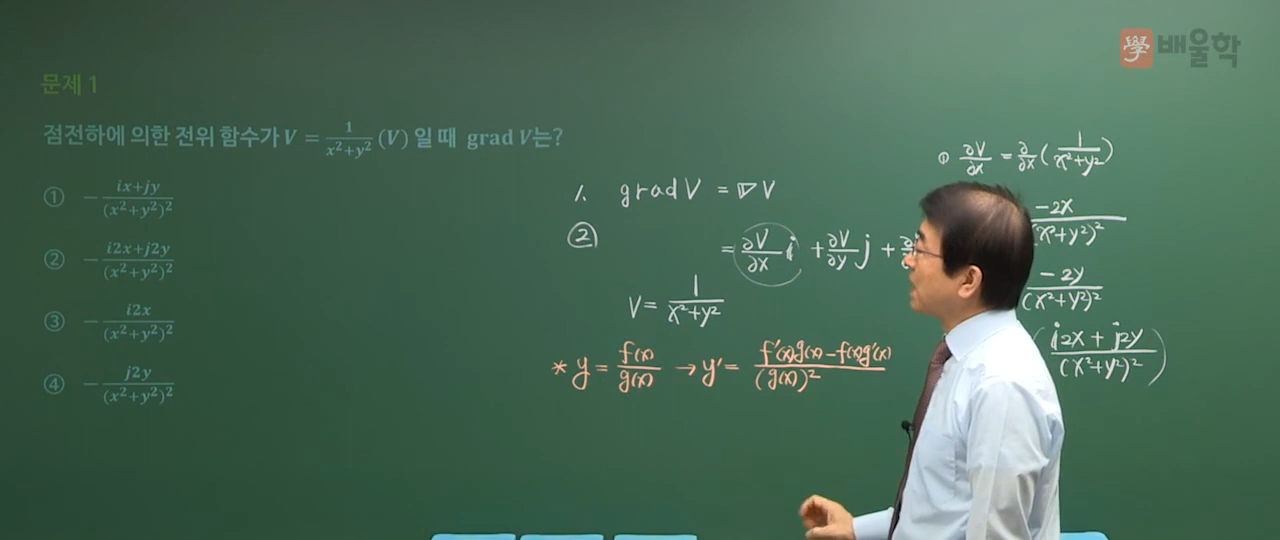 學 배울학
문제 1
점전하에 의한 전위 함수가 V = 1/(x²+y²) (V) 일 때 grad V는?
① − (ix+jy)/(x²+y²)²
② − (i2x+j2y)/(x²+y²)²
③ − i2x/(x²+y²)²
④ − j2y/(x²+y²)²
1. grad V = ∇V
②
= ∂V/∂x i + ∂V/∂y j +
V = 1/(x²+y²)
* y = f(x)/g(x) → y' = (f'(x)g(x) − f(x)g'(x))/(g(x))²
① ∂V/∂x = ∂/∂x (1/(x²+y²))
−2x/(x²+y²)²
−2y/(x²+y²)²
(i2x + j2y)/(x²+y²)² )